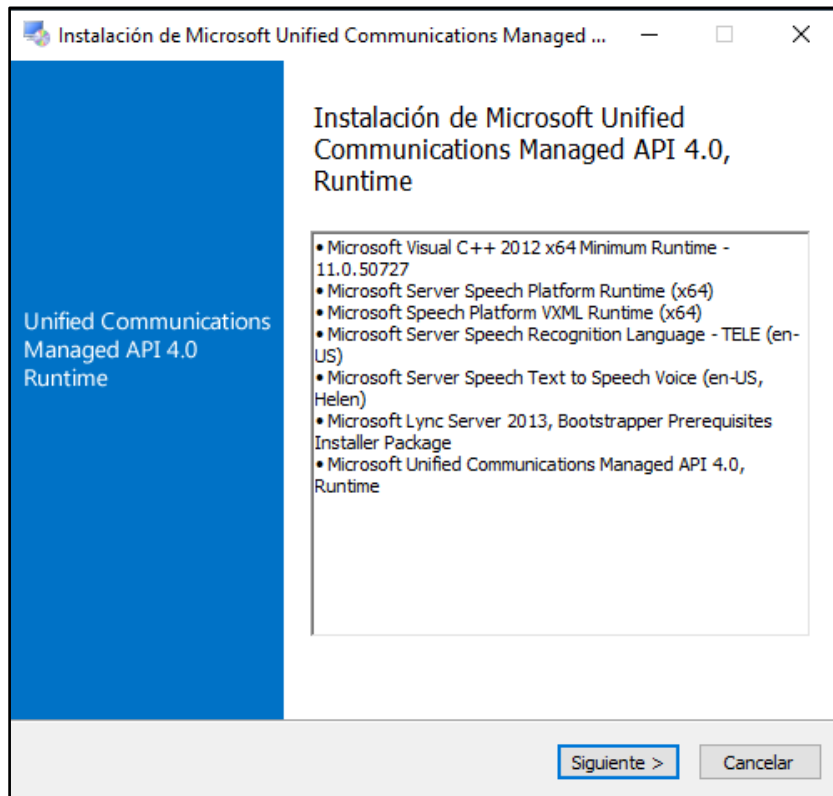 Instalación de Microsoft Unified Communications Managed ...
Instalación de Microsoft Unified
Communications Managed API 4.0,
Runtime
Unified Communications
Managed API 4.0
Runtime
• Microsoft Visual C++ 2012 x64 Minimum Runtime -
11.0.50727
• Microsoft Server Speech Platform Runtime (x64)
• Microsoft Speech Platform VXML Runtime (x64)
• Microsoft Server Speech Recognition Language - TELE (en-
US)
• Microsoft Server Speech Text to Speech Voice (en-US,
Helen)
• Microsoft Lync Server 2013, Bootstrapper Prerequisites
Installer Package
• Microsoft Unified Communications Managed API 4.0,
Runtime
Siguiente >
Cancelar